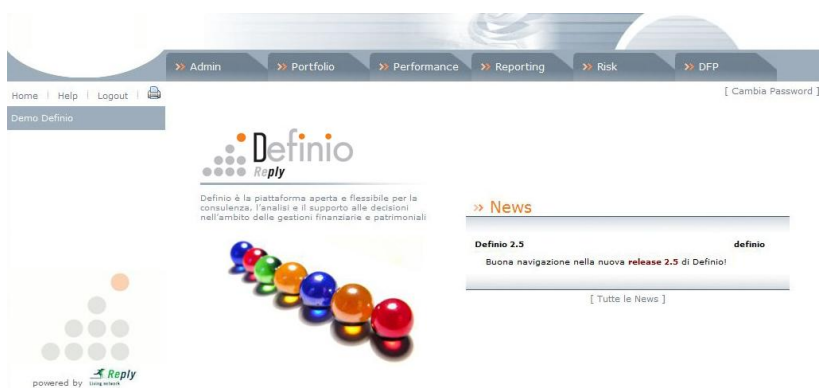 Admin
Portfolio
Performance
Reporting
Risk
DFP
Home | Help | Logout
[ Cambia Password ]
Demo Definio
Definio
Reply
Definio è la piattaforma aperta e flessibile per la
consulenza, l'analisi e il supporto alle decisioni
nell'ambito delle gestioni finanziarie e patrimoniali
News
Definio 2.5 definio
Buona navigazione nella nuova release 2.5 di Definio!
[ Tutte le News ]
powered by Reply
Living network